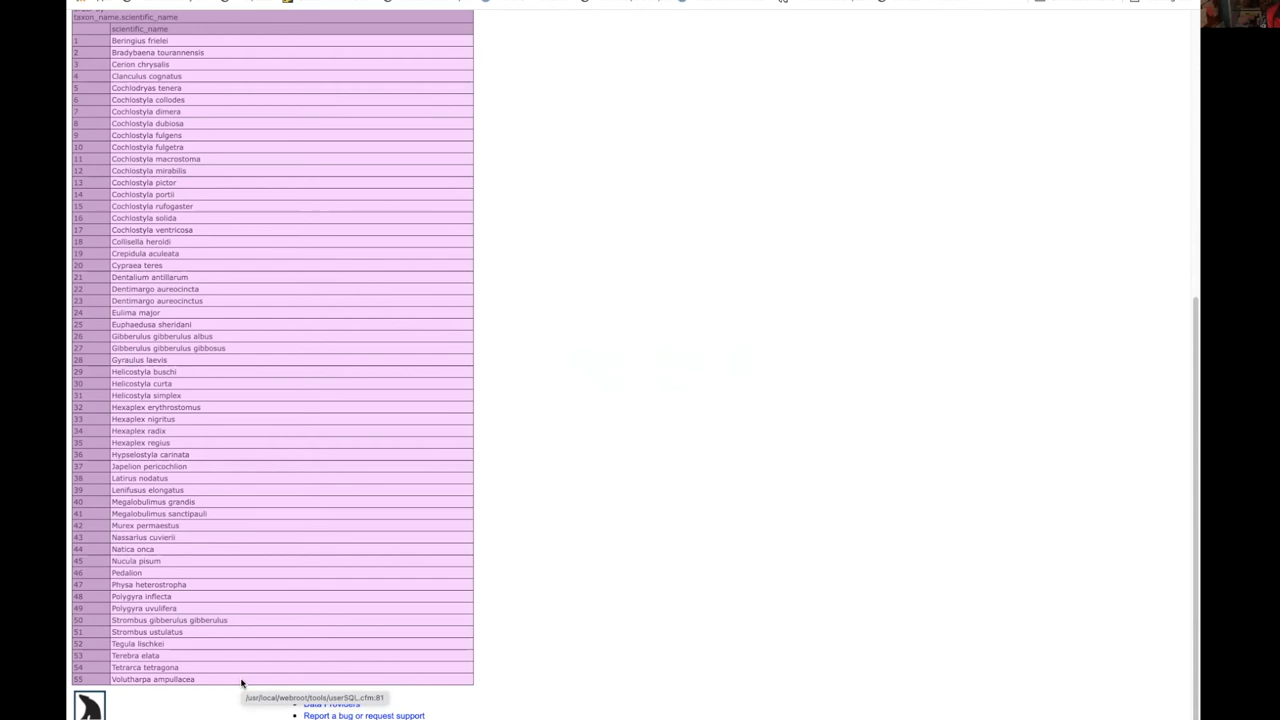 taxon_name.scientific_name
scientific_name
1 Beringius frielei
2 Bradybaena tourannensis
3 Cerion chrysalis
4 Clanculus cognatus
5 Cochlodryas tenera
6 Cochlostyla collodes
7 Cochlostyla dimera
8 Cochlostyla dubiosa
9 Cochlostyla fulgens
10 Cochlostyla fulgetra
11 Cochlostyla macrostoma
12 Cochlostyla mirabilis
13 Cochlostyla pictor
14 Cochlostyla portii
15 Cochlostyla rufogaster
16 Cochlostyla solida
17 Cochlostyla ventricosa
18 Collisella heroldi
19 Crepidula aculeata
20 Cypraea teres
21 Dentalium antillarum
22 Dentimargo aureocincta
23 Dentimargo aureocinctus
24 Eulima major
25 Euphaedusa sheridani
26 Gibberulus gibberulus albus
27 Gibberulus gibberulus gibbosus
28 Gyraulus laevis
29 Helicostyla buschi
30 Helicostyla curta
31 Helicostyla simplex
32 Hexaplex erythrostomus
33 Hexaplex nigritus
34 Hexaplex radix
35 Hexaplex regius
36 Hypselostyla carinata
37 Japelion pericochlion
38 Latirus nodatus
39 Lenifusus elongatus
40 Megalobulimus grandis
41 Megalobulimus sanctipauli
42 Murex permaestus
43 Nassarius cuvierii
44 Natica onca
45 Nucula pisum
46 Pedalion
47 Physa heterostropha
48 Polygyra inflecta
49 Polygyra uvulifera
50 Strombus gibberulus gibberulus
51 Strombus ustulatus
52 Tegula lischkei
53 Terebra elata
54 Tetrarca tetragona
55 Volutharpa ampullacea
/usr/local/webroot/tools/userSQL.cfm:81
Data Providers
Report a bug or request support